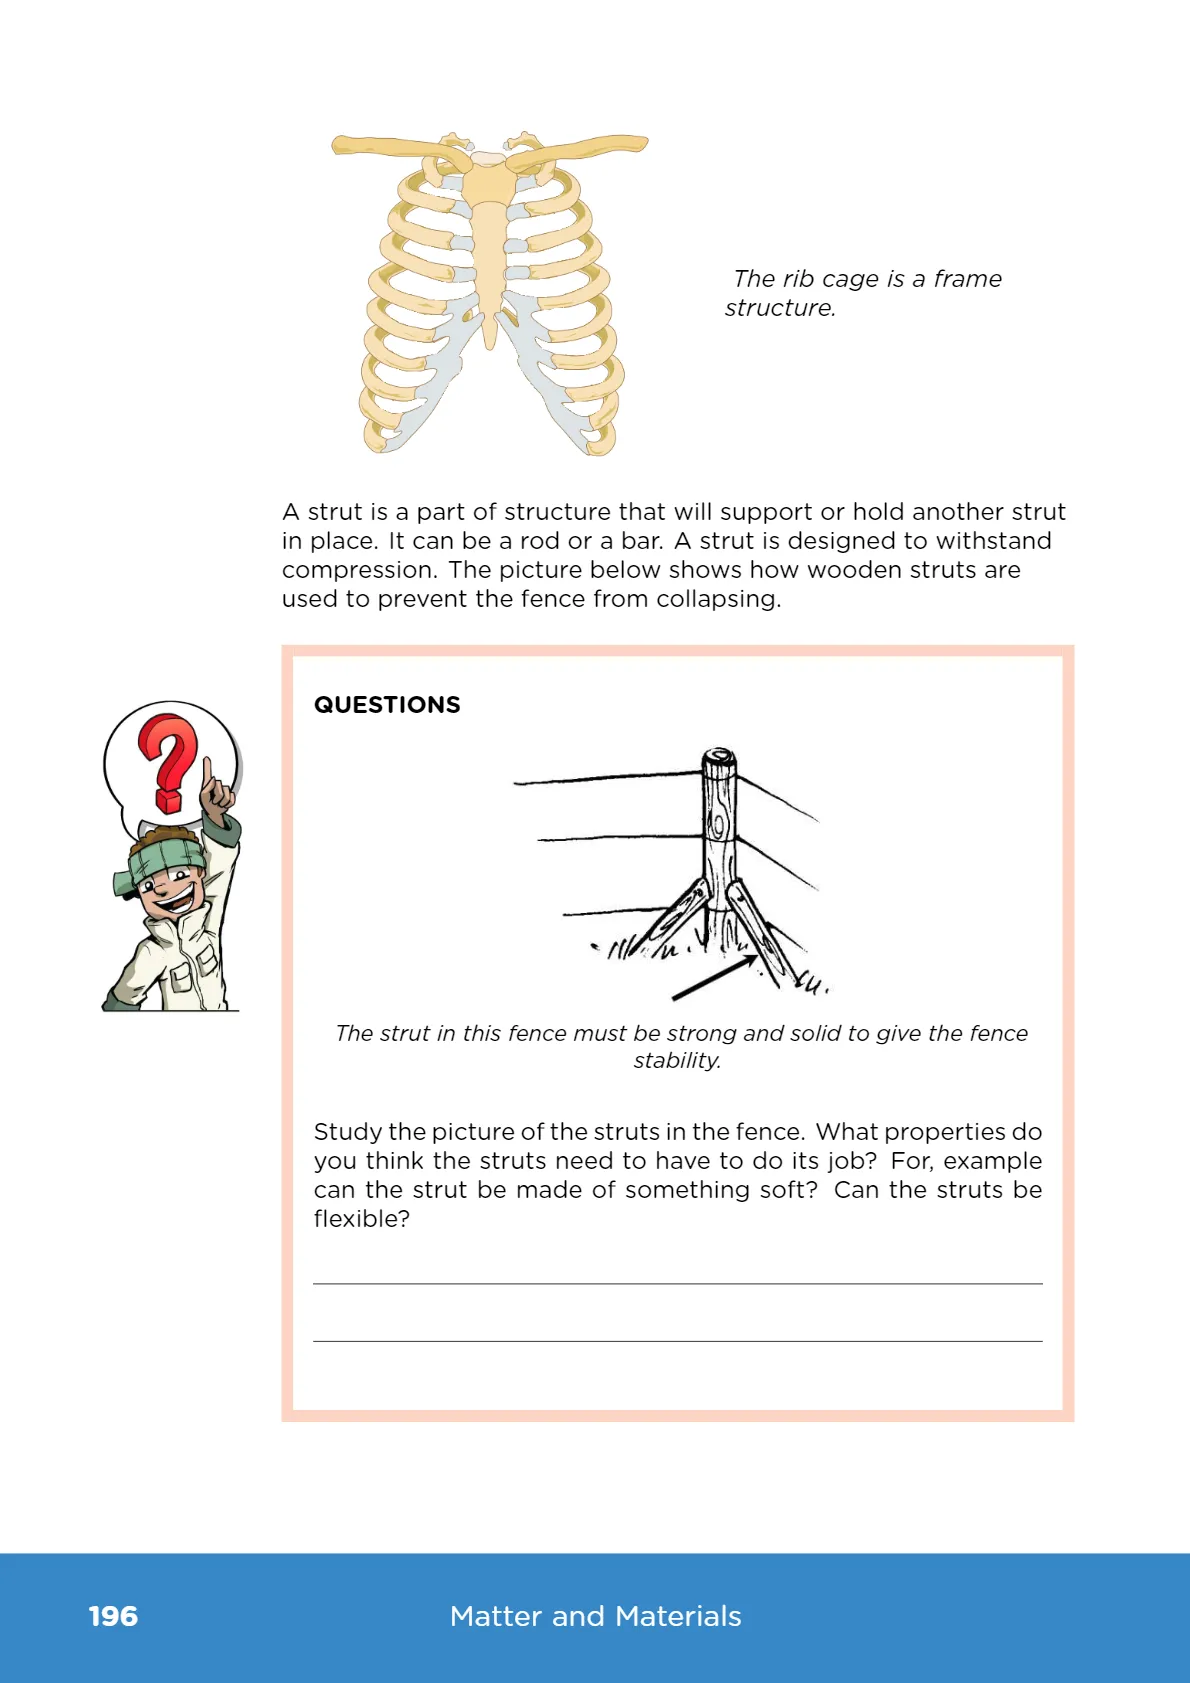 The rib cage is a frame
structure.
A strut is a part of structure that will support or hold another strut
in place. It can be a rod or a bar. A strut is designed to withstand
compression. The picture below shows how wooden struts are
used to prevent the fence from collapsing.
QUESTIONS
?
The strut in this fence must be strong and solid to give the fence
stability.
Study the picture of the struts in the fence. What properties do
you think the struts need to have to do its job? For, example
can the strut be made of something soft? Can the struts be
flexible?
196 Matter and Materials